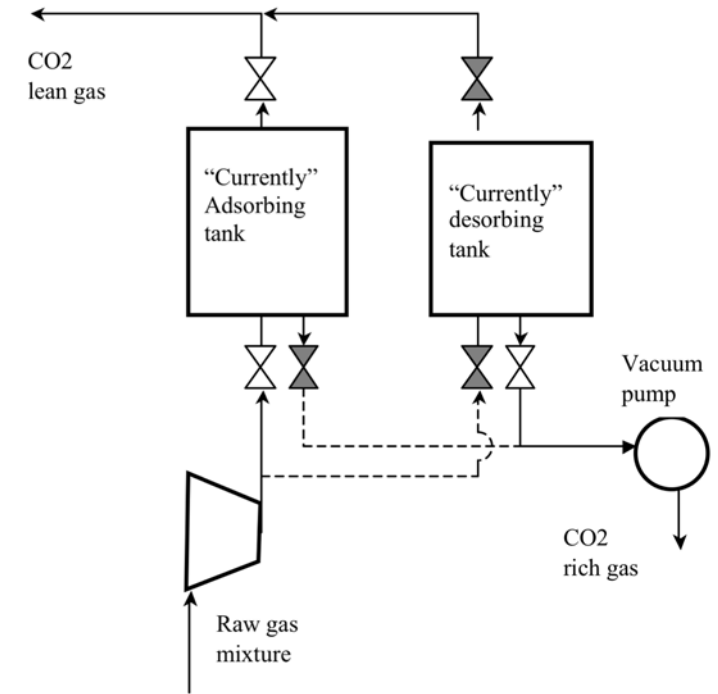 CO2
lean gas
“Currently”
Adsorbing
tank
“Currently”
desorbing
tank
Vacuum
pump
CO2
rich gas
Raw gas
mixture